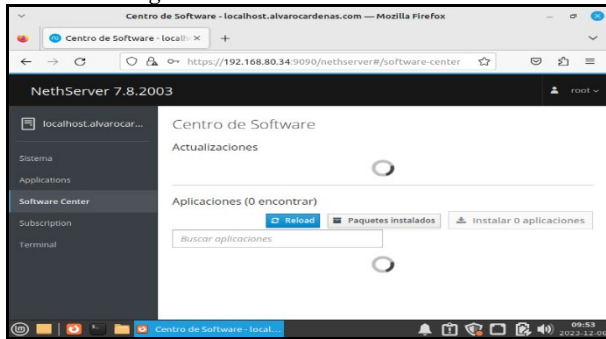 Centro de Software - localhost.alvarocardenas.com — Mozilla Firefox
Centro de Software - localh
https://192.168.80.34:9090/nethserver#/software-center
NethServer 7.8.2003
root
localhost.alvarocar...
Centro de Software
Actualizaciones
Sistema
Applications
Software Center
Aplicaciones (0 encontrar)
Subscription
Reload
Paquetes instalados
Instalar 0 aplicaciones
Terminal
Buscar aplicaciones
Centro de Software - local...
09:53
2023-12-06